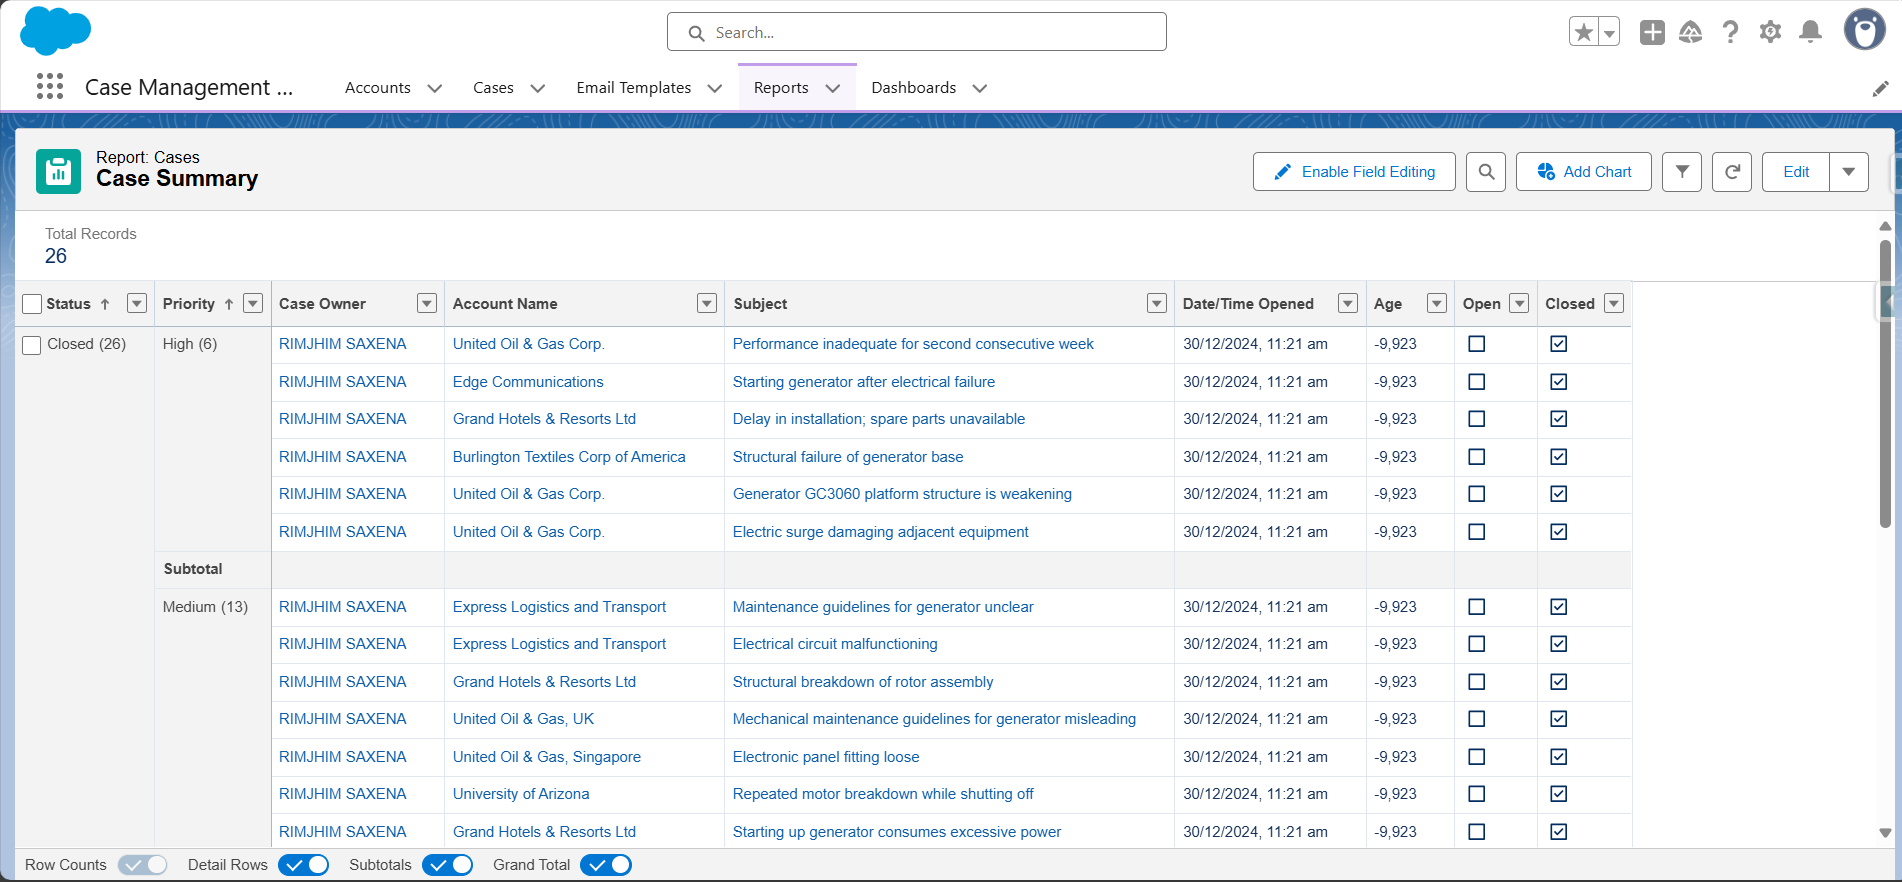 Search...
Case Management ...
Accounts
Cases
Email Templates
Reports
Dashboards
Report: Cases
Case Summary
Enable Field Editing
Add Chart
Edit
Total Records
26
Status ↑ Priority ↑ Case Owner Account Name Subject Date/Time Opened Age Open Closed
Closed (26) High (6) RIMJHIM SAXENA United Oil & Gas Corp. Performance inadequate for second consecutive week 30/12/2024, 11:21 am -9,923
RIMJHIM SAXENA Edge Communications Starting generator after electrical failure 30/12/2024, 11:21 am -9,923
RIMJHIM SAXENA Grand Hotels & Resorts Ltd Delay in installation; spare parts unavailable 30/12/2024, 11:21 am -9,923
RIMJHIM SAXENA Burlington Textiles Corp of America Structural failure of generator base 30/12/2024, 11:21 am -9,923
RIMJHIM SAXENA United Oil & Gas Corp. Generator GC3060 platform structure is weakening 30/12/2024, 11:21 am -9,923
RIMJHIM SAXENA United Oil & Gas Corp. Electric surge damaging adjacent equipment 30/12/2024, 11:21 am -9,923
Subtotal
Medium (13) RIMJHIM SAXENA Express Logistics and Transport Maintenance guidelines for generator unclear 30/12/2024, 11:21 am -9,923
RIMJHIM SAXENA Express Logistics and Transport Electrical circuit malfunctioning 30/12/2024, 11:21 am -9,923
RIMJHIM SAXENA Grand Hotels & Resorts Ltd Structural breakdown of rotor assembly 30/12/2024, 11:21 am -9,923
RIMJHIM SAXENA United Oil & Gas, UK Mechanical maintenance guidelines for generator misleading 30/12/2024, 11:21 am -9,923
RIMJHIM SAXENA United Oil & Gas, Singapore Electronic panel fitting loose 30/12/2024, 11:21 am -9,923
RIMJHIM SAXENA University of Arizona Repeated motor breakdown while shutting off 30/12/2024, 11:21 am -9,923
RIMJHIM SAXENA Grand Hotels & Resorts Ltd Starting up generator consumes excessive power 30/12/2024, 11:21 am -9,923
Row Counts Detail Rows Subtotals Grand Total